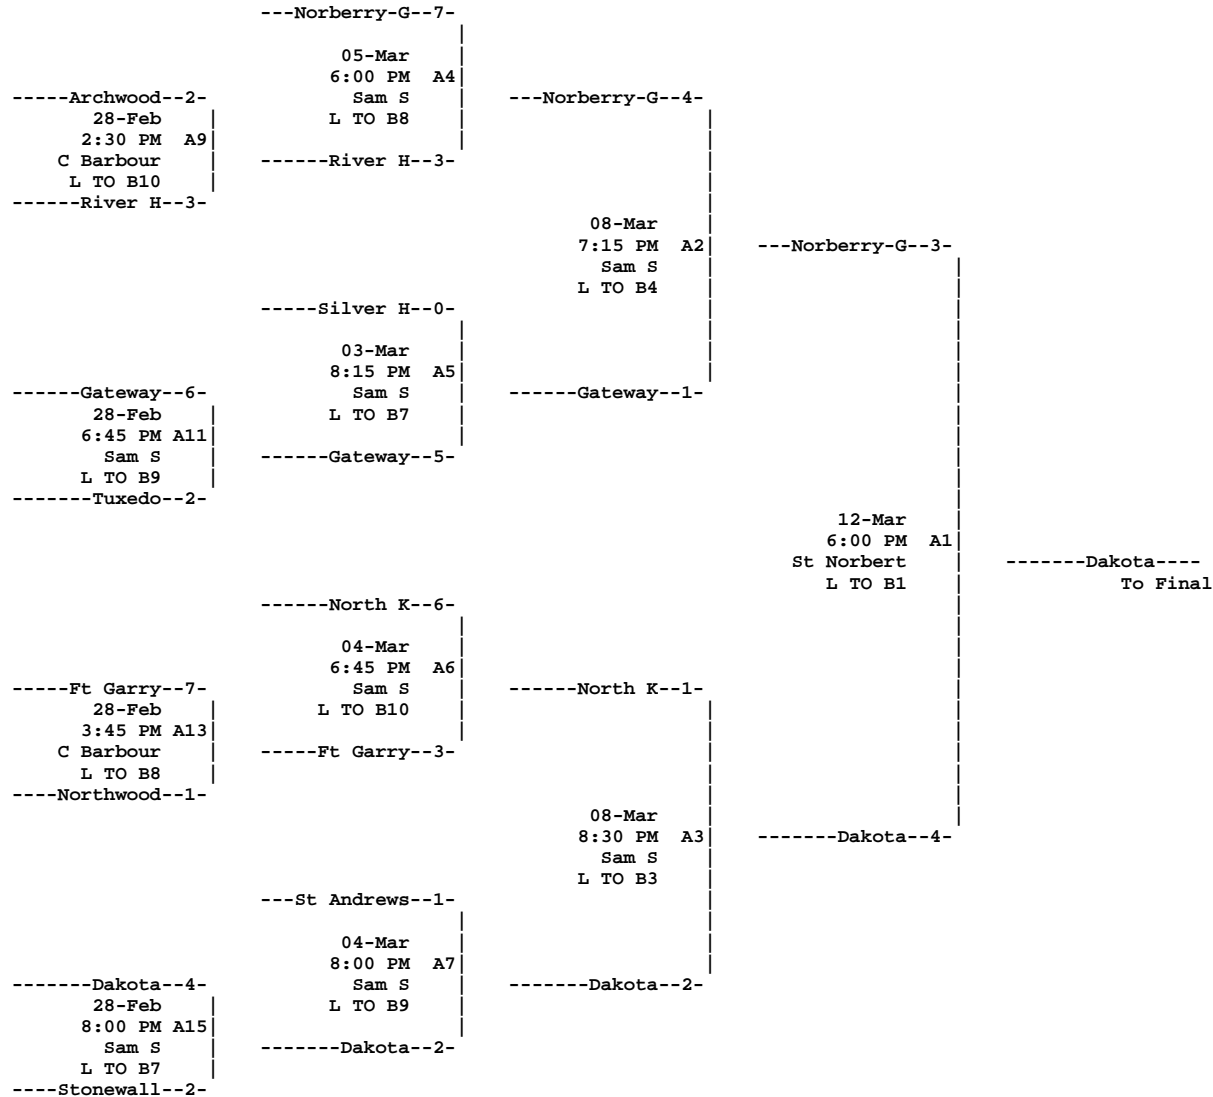 ---Norberry-G--7-
05-Mar
6:00 PM A4
-----Archwood--2- Sam S ---Norberry-G--4-
28-Feb L TO B8
2:30 PM A9
C Barbour ------River H--3-
L TO B10
------River H--3-
08-Mar
7:15 PM A2 ---Norberry-G--3-
Sam S
L TO B4
-----Silver H--0-
03-Mar
8:15 PM A5
------Gateway--6- Sam S ------Gateway--1-
28-Feb L TO B7
6:45 PM A11
Sam S ------Gateway--5-
L TO B9
-------Tuxedo--2-
12-Mar
6:00 PM A1
St Norbert -------Dakota----
L TO B1 To Final
------North K--6-
04-Mar
6:45 PM A6
-----Ft Garry--7- Sam S ------North K--1-
28-Feb L TO B10
3:45 PM A13
C Barbour -----Ft Garry--3-
L TO B8
----Northwood--1-
08-Mar
8:30 PM A3 -------Dakota--4-
Sam S
L TO B3
---St Andrews--1-
04-Mar
8:00 PM A7
-------Dakota--4- Sam S -------Dakota--2-
28-Feb L TO B9
8:00 PM A15
Sam S -------Dakota--2-
L TO B7
----Stonewall--2-